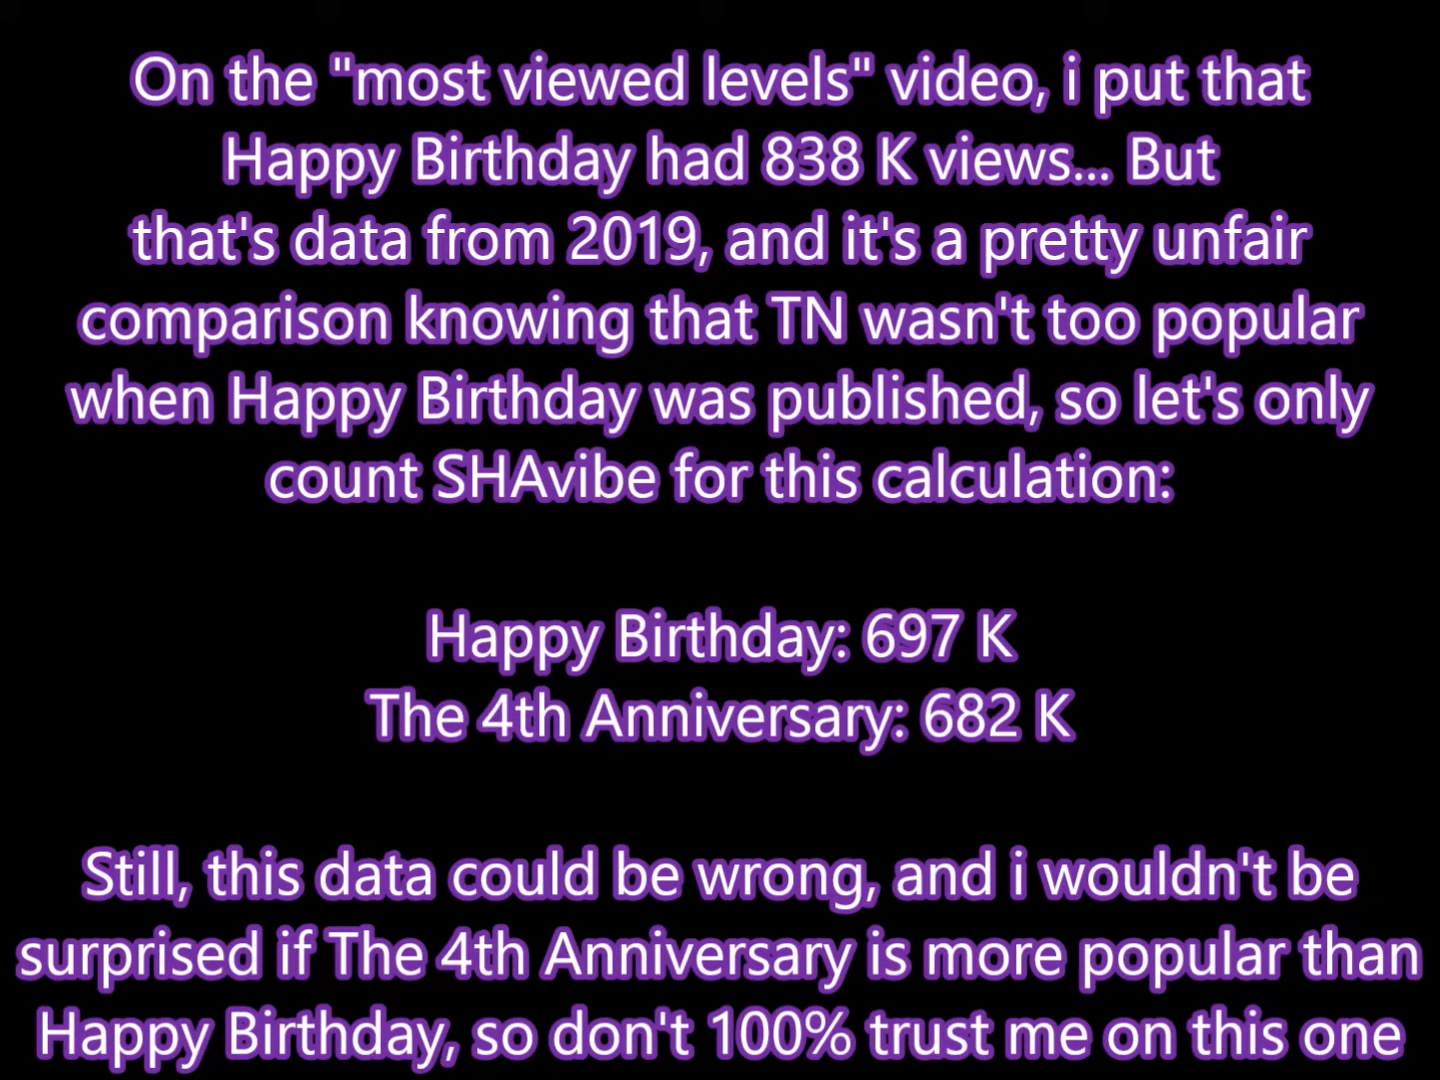 On the "most viewed levels" video, i put that
Happy Birthday had 838 K views... But
that's data from 2019, and it's a pretty unfair
comparison knowing that TN wasn't too popular
when Happy Birthday was published, so let's only
count SHAvibe for this calculation:
Happy Birthday: 697 K
The 4th Anniversary: 682 K
Still, this data could be wrong, and i wouldn't be
surprised if The 4th Anniversary is more popular than
Happy Birthday, so don't 100% trust me on this one